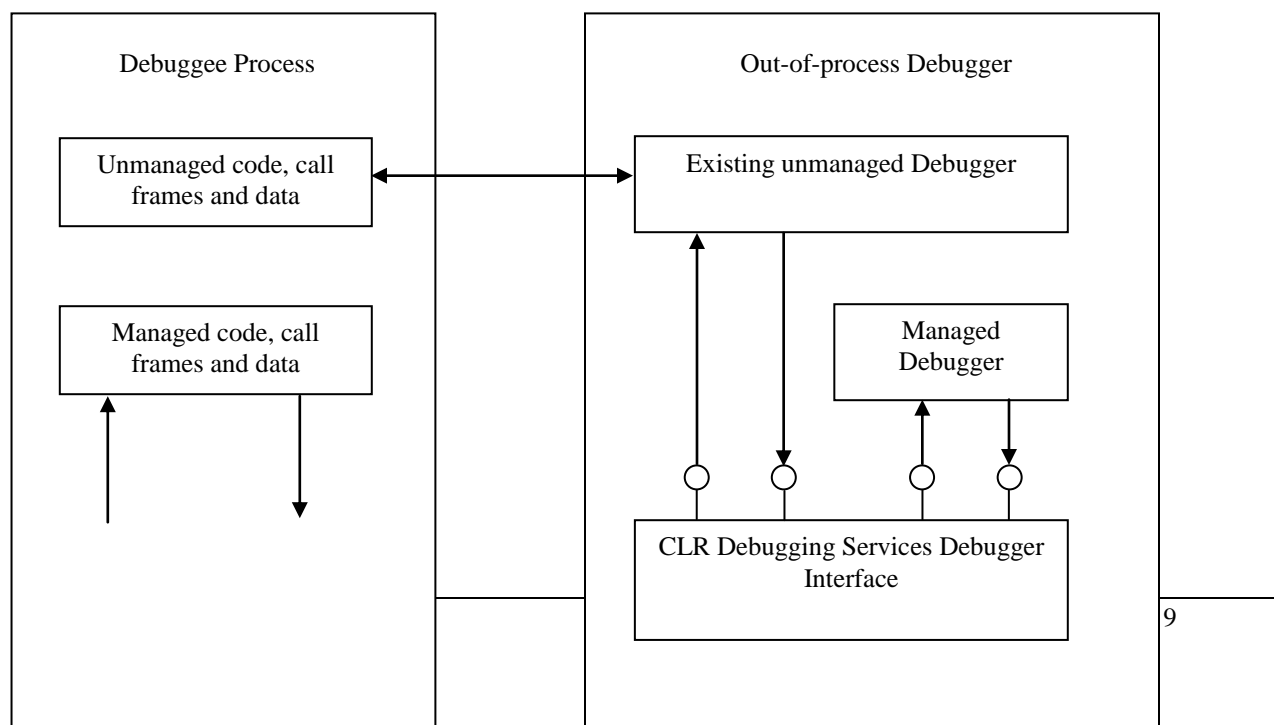 Debuggee Process
Out-of-process Debugger
Unmanaged code, call
frames and data
Existing unmanaged Debugger
Managed code, call
frames and data
Managed
Debugger
CLR Debugging Services Debugger
Interface
9